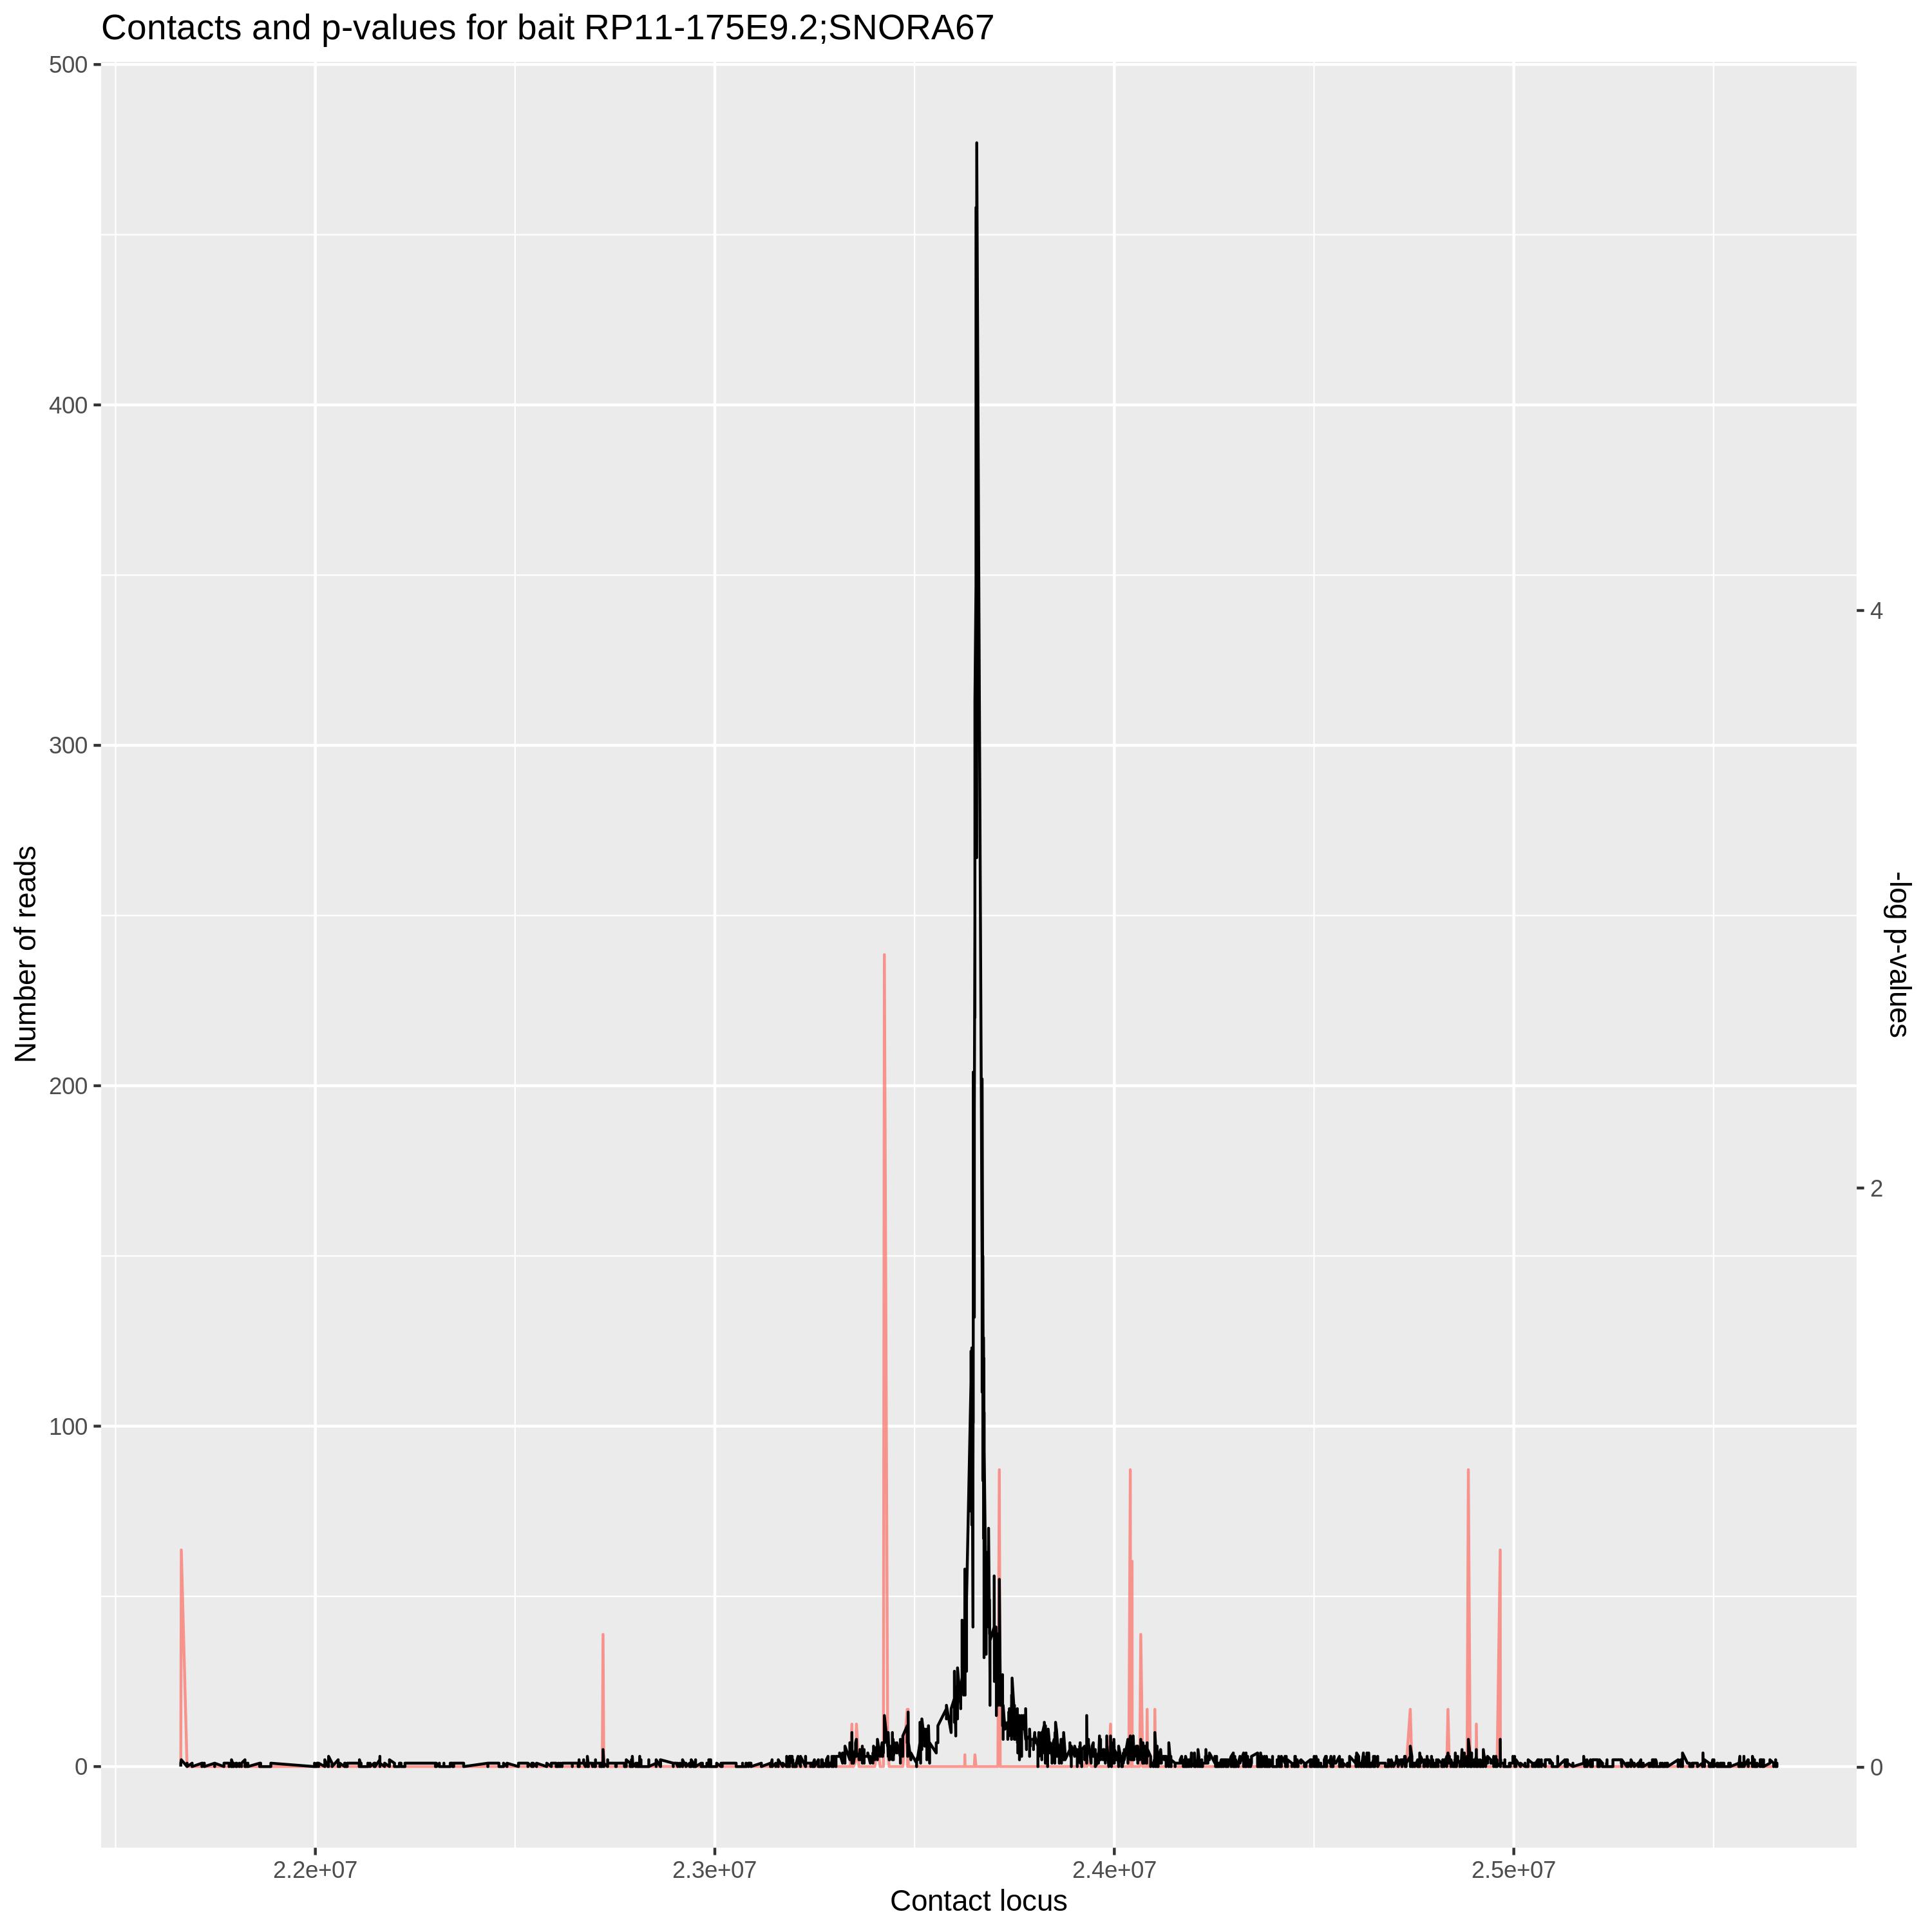 Contacts and p-values for bait RP11-175E9.2;SNORA67
500
400
300
200
100
0
Number of reads
4
2
0
-log p-values
2.2e+07
2.3e+07
2.4e+07
2.5e+07
Contact locus